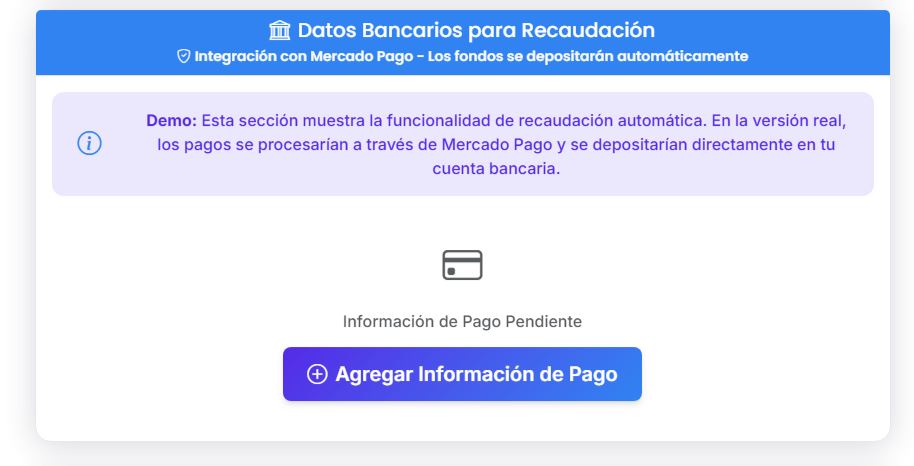 Datos Bancarios para Recaudación
Integración con Mercado Pago - Los fondos se depositarán automáticamente
Demo: Esta sección muestra la funcionalidad de recaudación automática. En la versión real,
los pagos se procesarían a través de Mercado Pago y se depositarían directamente en tu
cuenta bancaria.
Información de Pago Pendiente
Agregar Información de Pago